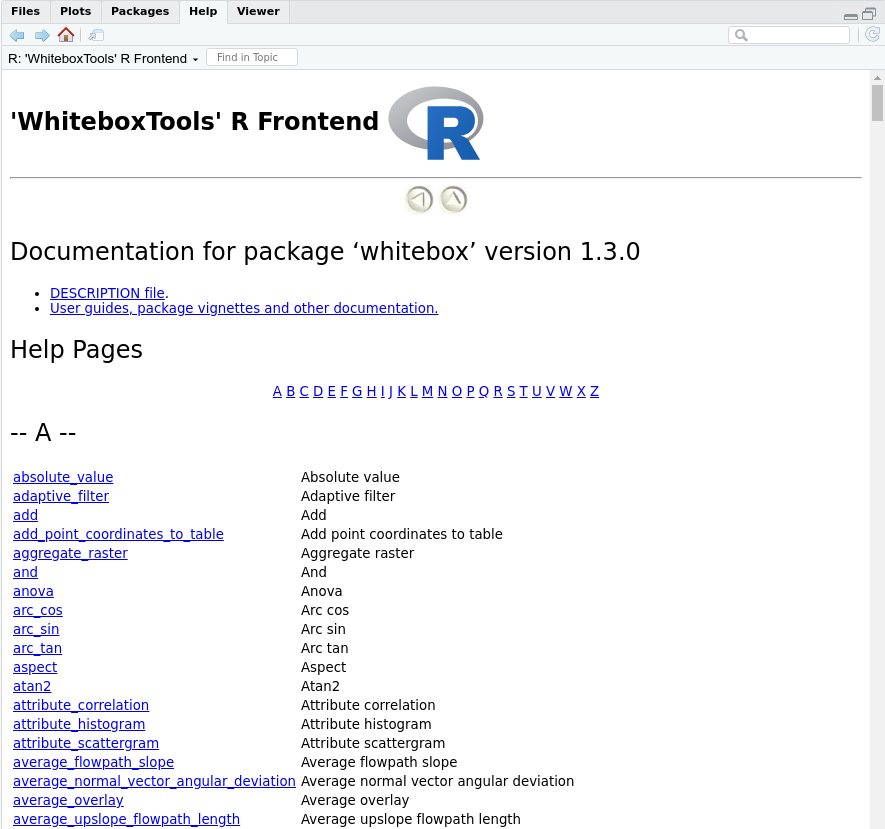 Files Plots Packages Help Viewer
R: 'WhiteboxTools' R Frontend Find in Topic
'WhiteboxTools' R Frontend R
Documentation for package ‘whitebox’ version 1.3.0
DESCRIPTION file.
User guides, package vignettes and other documentation.
Help Pages
A B C D E F G H I J K L M N O P Q R S T U V W X Z
-- A --
absolute_value Absolute value
adaptive_filter Adaptive filter
add Add
add_point_coordinates_to_table Add point coordinates to table
aggregate_raster Aggregate raster
and And
anova Anova
arc_cos Arc cos
arc_sin Arc sin
arc_tan Arc tan
aspect Aspect
atan2 Atan2
attribute_correlation Attribute correlation
attribute_histogram Attribute histogram
attribute_scattergram Attribute scattergram
average_flowpath_slope Average flowpath slope
average_normal_vector_angular_deviation Average normal vector angular deviation
average_overlay Average overlay
average_upslope_flowpath_length Average upslope flowpath length